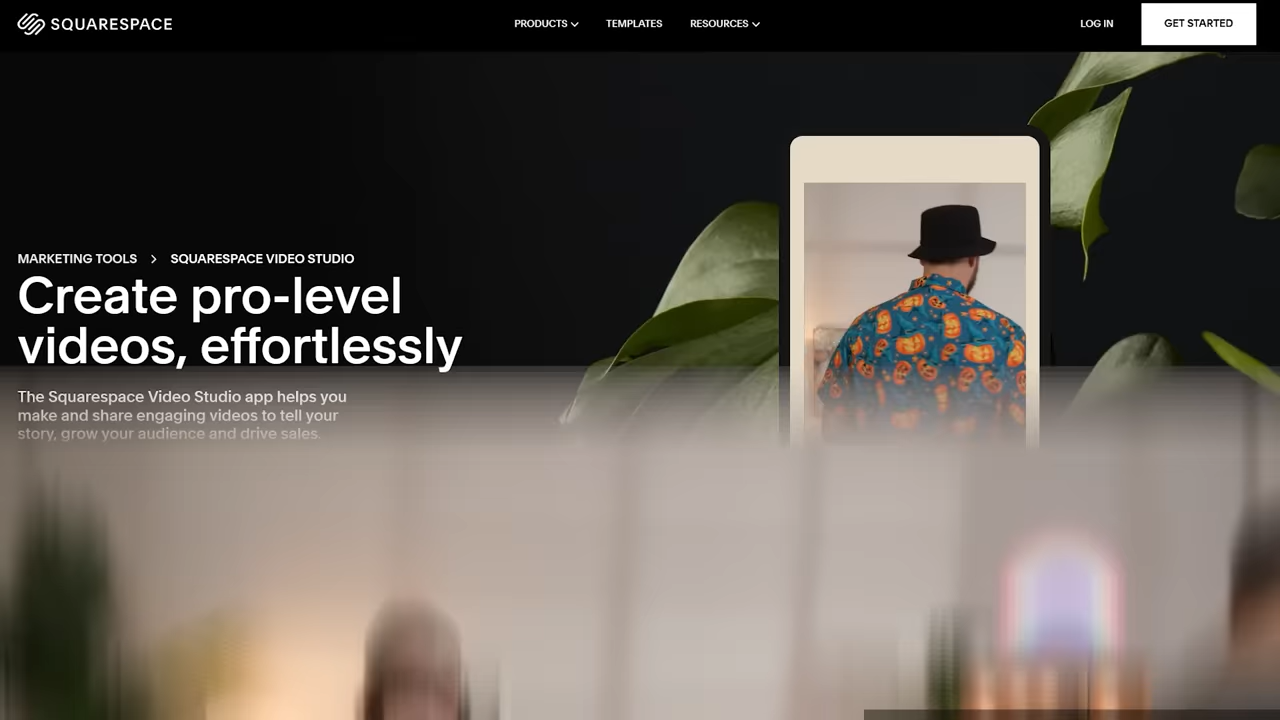 SQUARESPACE
PRODUCTS TEMPLATES RESOURCES
LOG IN
GET STARTED
MARKETING TOOLS > SQUARESPACE VIDEO STUDIO
Create pro-level
videos, effortlessly
The Squarespace Video Studio app helps you
make and share engaging videos to tell your
story, grow your audience and drive sales.